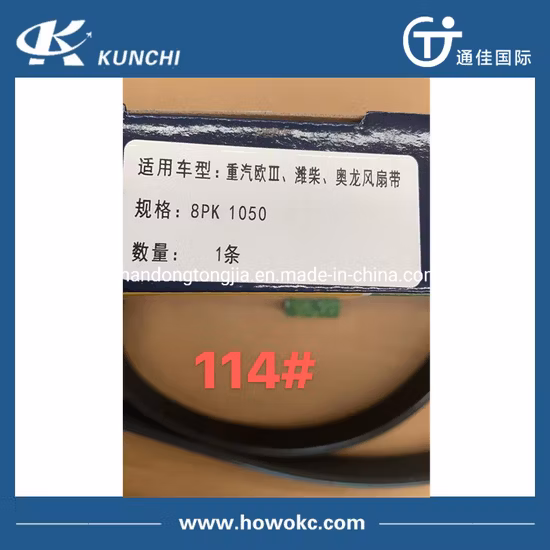 KUNCHI
通佳国际
适用车型：重汽欧Ⅲ、潍柴、奥龙风扇带
规格：8PK 1050
数量： 1条
handongtongjia.en.made-in-china.com
114#
www.howokc.com